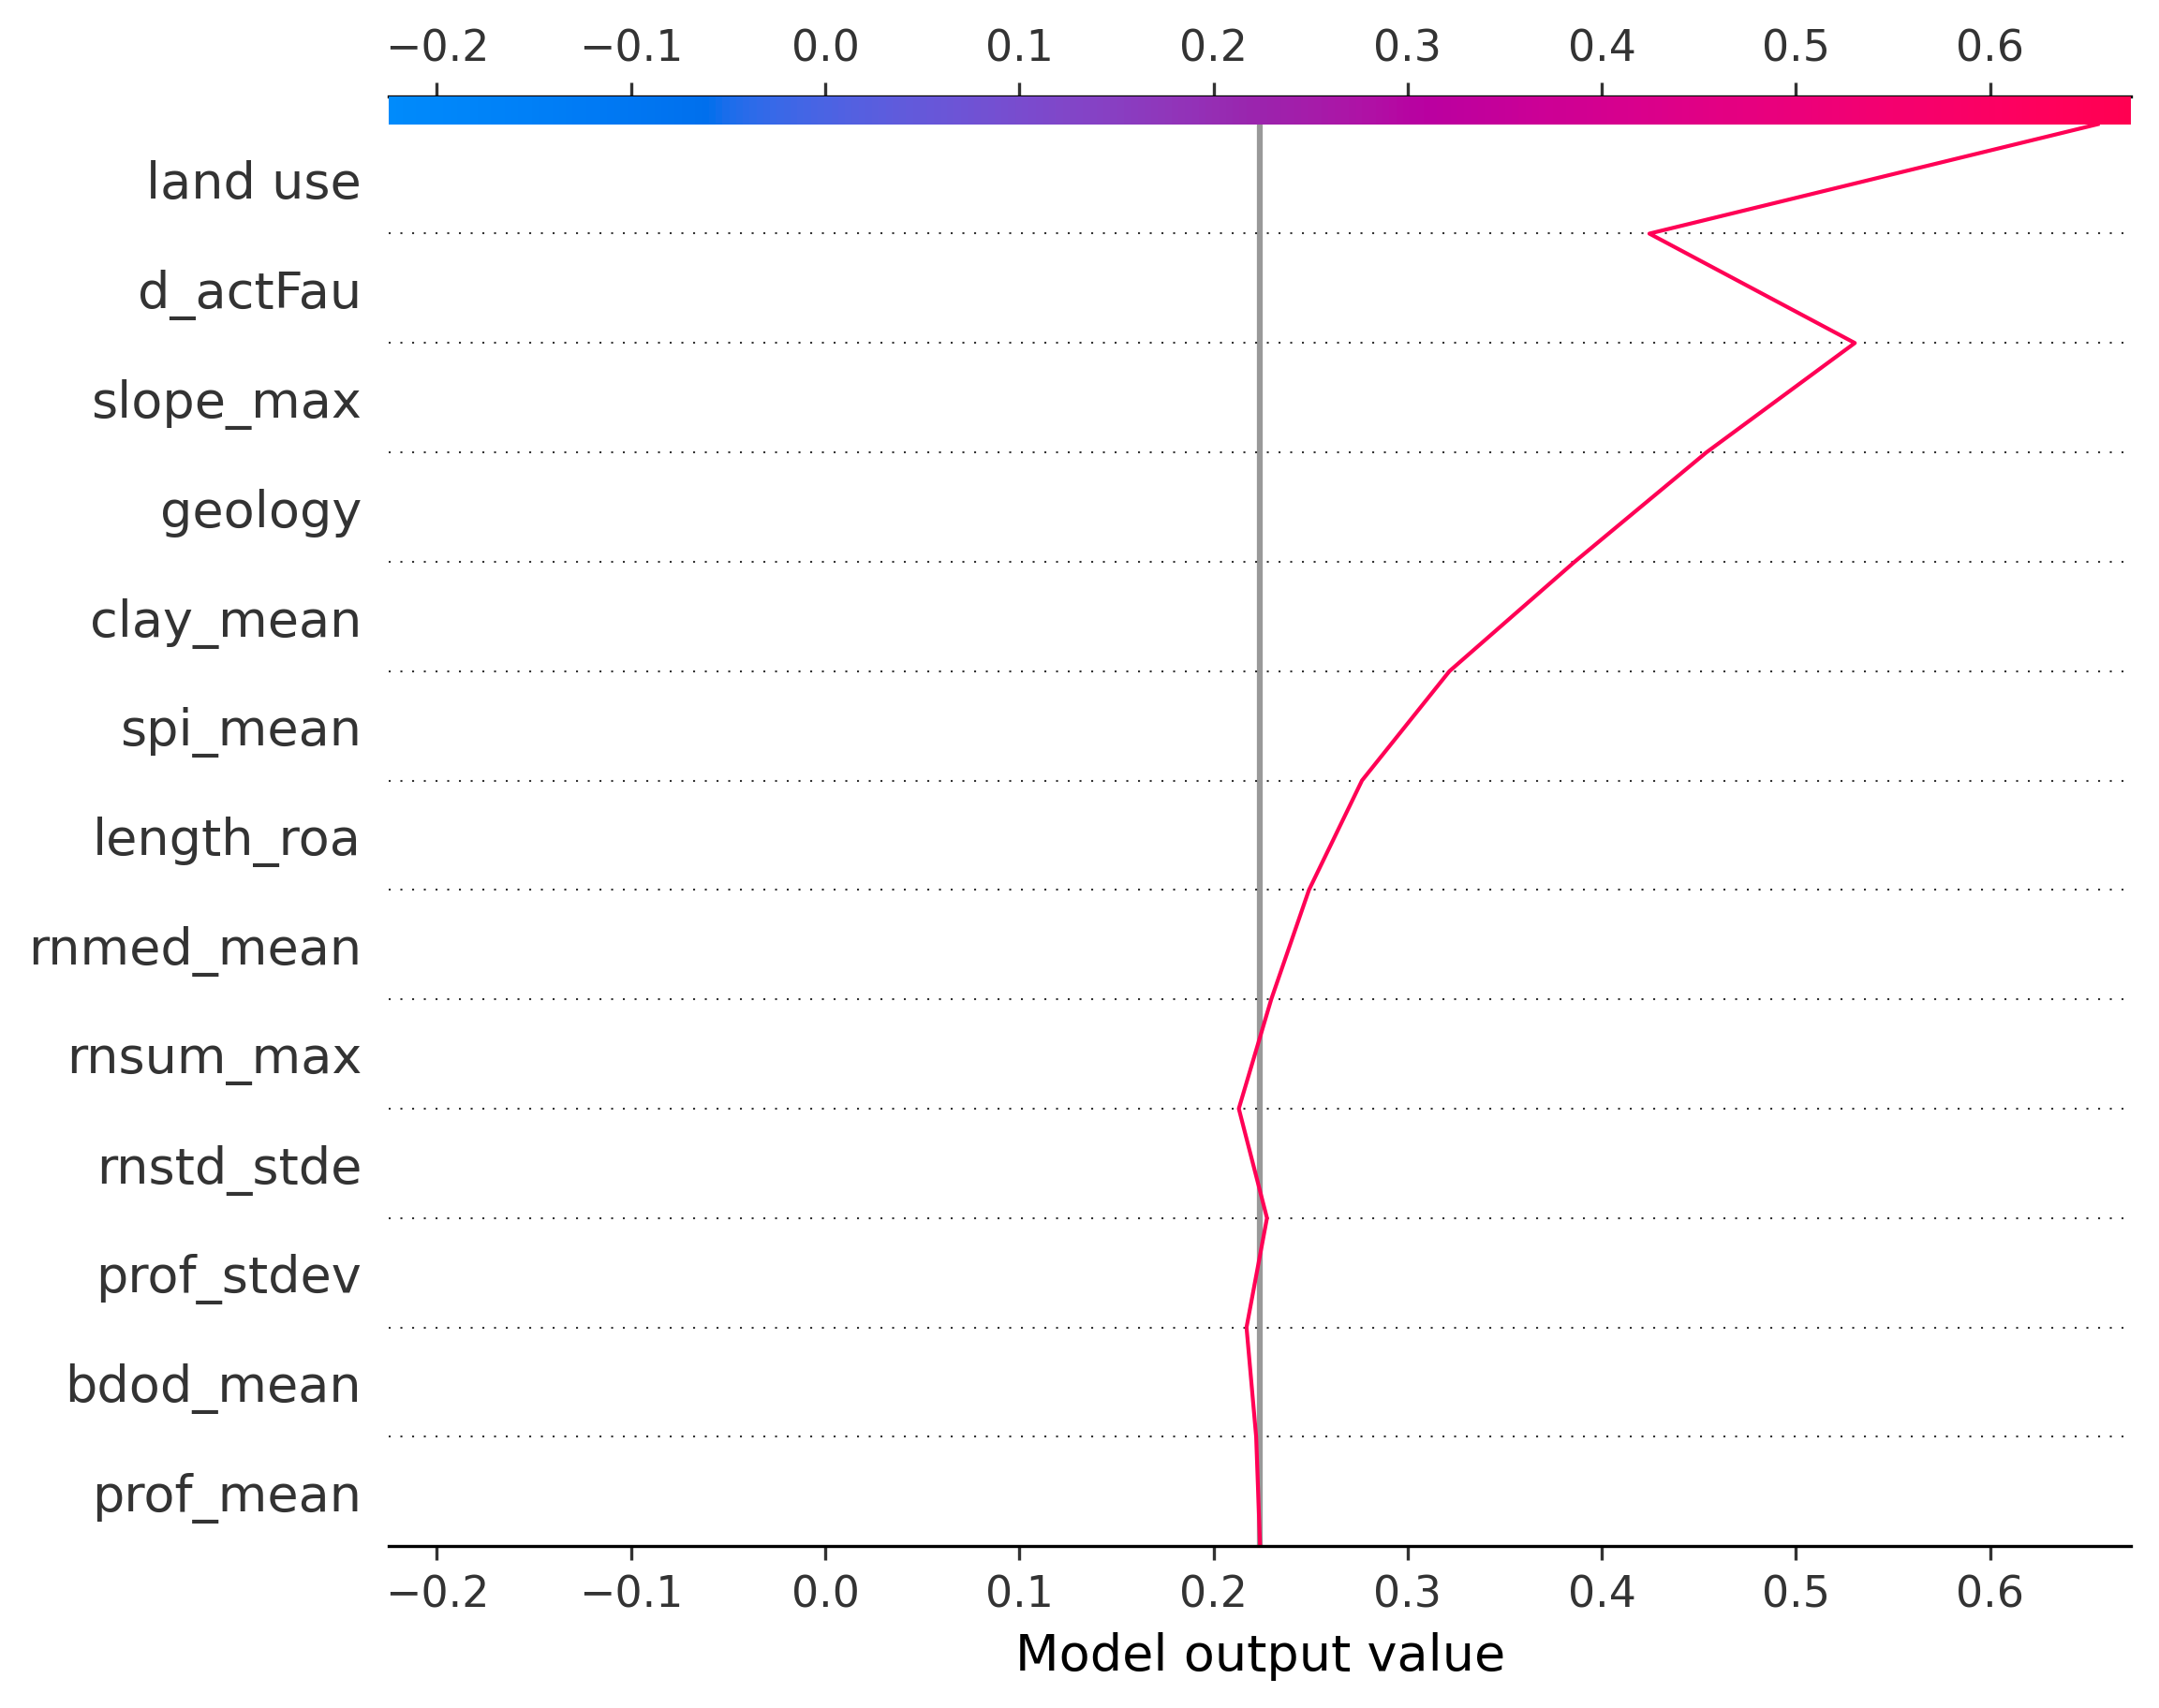 −0.2 −0.1 0.0 0.1 0.2 0.3 0.4 0.5 0.6
land use
d_actFau
slope_max
geology
clay_mean
spi_mean
length_roa
rnmed_mean
rnsum_max
rnstd_stde
prof_stdev
bdod_mean
prof_mean
−0.2 −0.1 0.0 0.1 0.2 0.3 0.4 0.5 0.6
Model output value